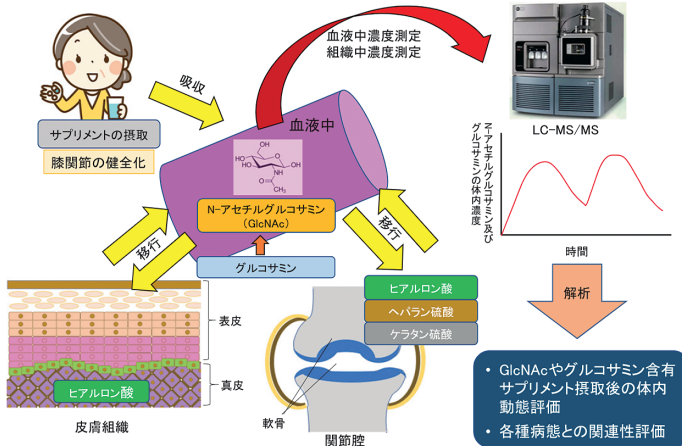 血液中濃度測定
組織中濃度測定
吸収
サプリメントの摂取
膝関節の健全化
血液中
OH
HO
HO
O
OH
NH
O
CH₃
N-アセチルグルコサミン
(GlcNAc)
グルコサミン
移行
移行
LC-MS/MS
N-アセチルグルコサミン及び
グルコサミンの体内濃度
時間
解析
表皮
真皮
ヒアルロン酸
皮膚組織
ヒアルロン酸
ヘパラン硫酸
ケラタン硫酸
軟骨
関節腔
• GlcNAcやグルコサミン含有
サプリメント摂取後の体内
動態評価
• 各種病態との関連性評価